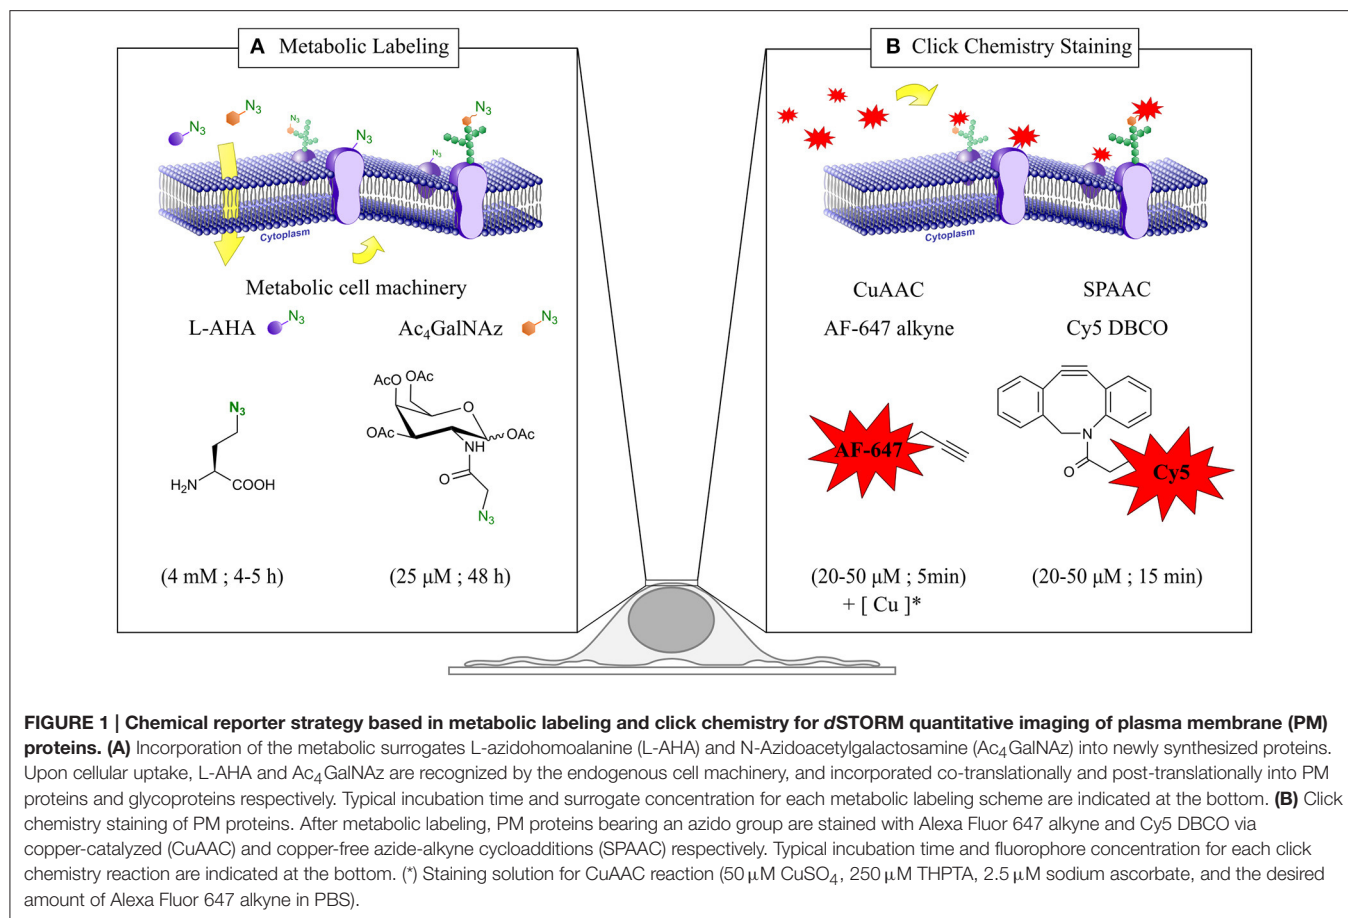 A Metabolic Labeling
N3
N3
N3
N3
N3
N3
Cytoplasm
Metabolic cell machinery
L-AHA N3 Ac4GalNAz N3
N3
H2N COOH
OAc
AcO
O
OAc OAc
NH
O
N3
(4 mM ; 4-5 h) (25 µM ; 48 h)
B Click Chemistry Staining
N3
Cytoplasm
CuAAC SPAAC
AF-647 alkyne Cy5 DBCO
AF-647
N
O
Cy5
(20-50 µM ; 5min) (20-50 µM ; 15 min)
+ [ Cu ]*
FIGURE 1 | Chemical reporter strategy based in metabolic labeling and click chemistry for dSTORM quantitative imaging of plasma membrane (PM)
proteins. (A) Incorporation of the metabolic surrogates L-azidohomoalanine (L-AHA) and N-Azidoacetylgalactosamine (Ac4GalNAz) into newly synthesized proteins.
Upon cellular uptake, L-AHA and Ac4GalNAz are recognized by the endogenous cell machinery, and incorporated co-translationally and post-translationally into PM
proteins and glycoproteins respectively. Typical incubation time and surrogate concentration for each metabolic labeling scheme are indicated at the bottom. (B) Click
chemistry staining of PM proteins. After metabolic labeling, PM proteins bearing an azido group are stained with Alexa Fluor 647 alkyne and Cy5 DBCO via
copper-catalyzed (CuAAC) and copper-free azide-alkyne cycloadditions (SPAAC) respectively. Typical incubation time and fluorophore concentration for each click
chemistry reaction are indicated at the bottom. (*) Staining solution for CuAAC reaction (50 µM CuSO4, 250 µM THPTA, 2.5 µM sodium ascorbate, and the desired
amount of Alexa Fluor 647 alkyne in PBS).